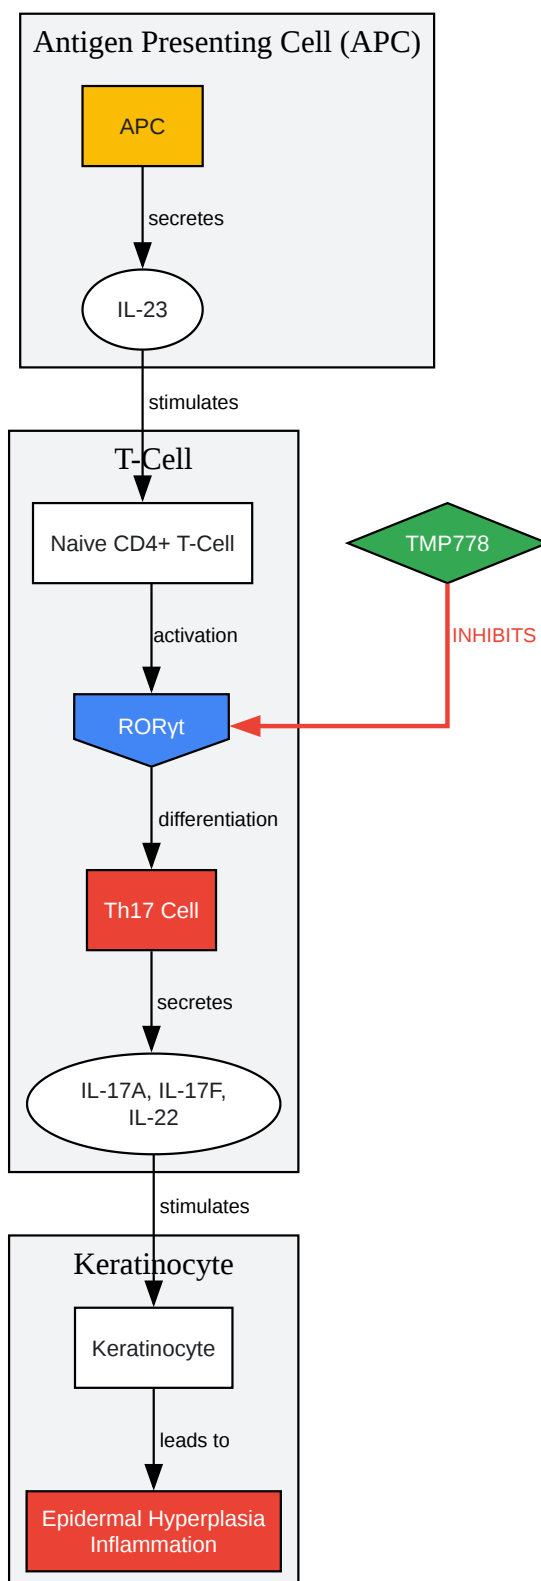 Antigen Presenting Cell (APC)
APC
secretes
IL-23
stimulates
T-Cell
Naive CD4+ T-Cell
TMP778
activation
INHIBITS
RORγt
differentiation
Th17 Cell
secretes
IL-17A, IL-17F,
IL-22
stimulates
Keratinocyte
Keratinocyte
leads to
Epidermal Hyperplasia
Inflammation